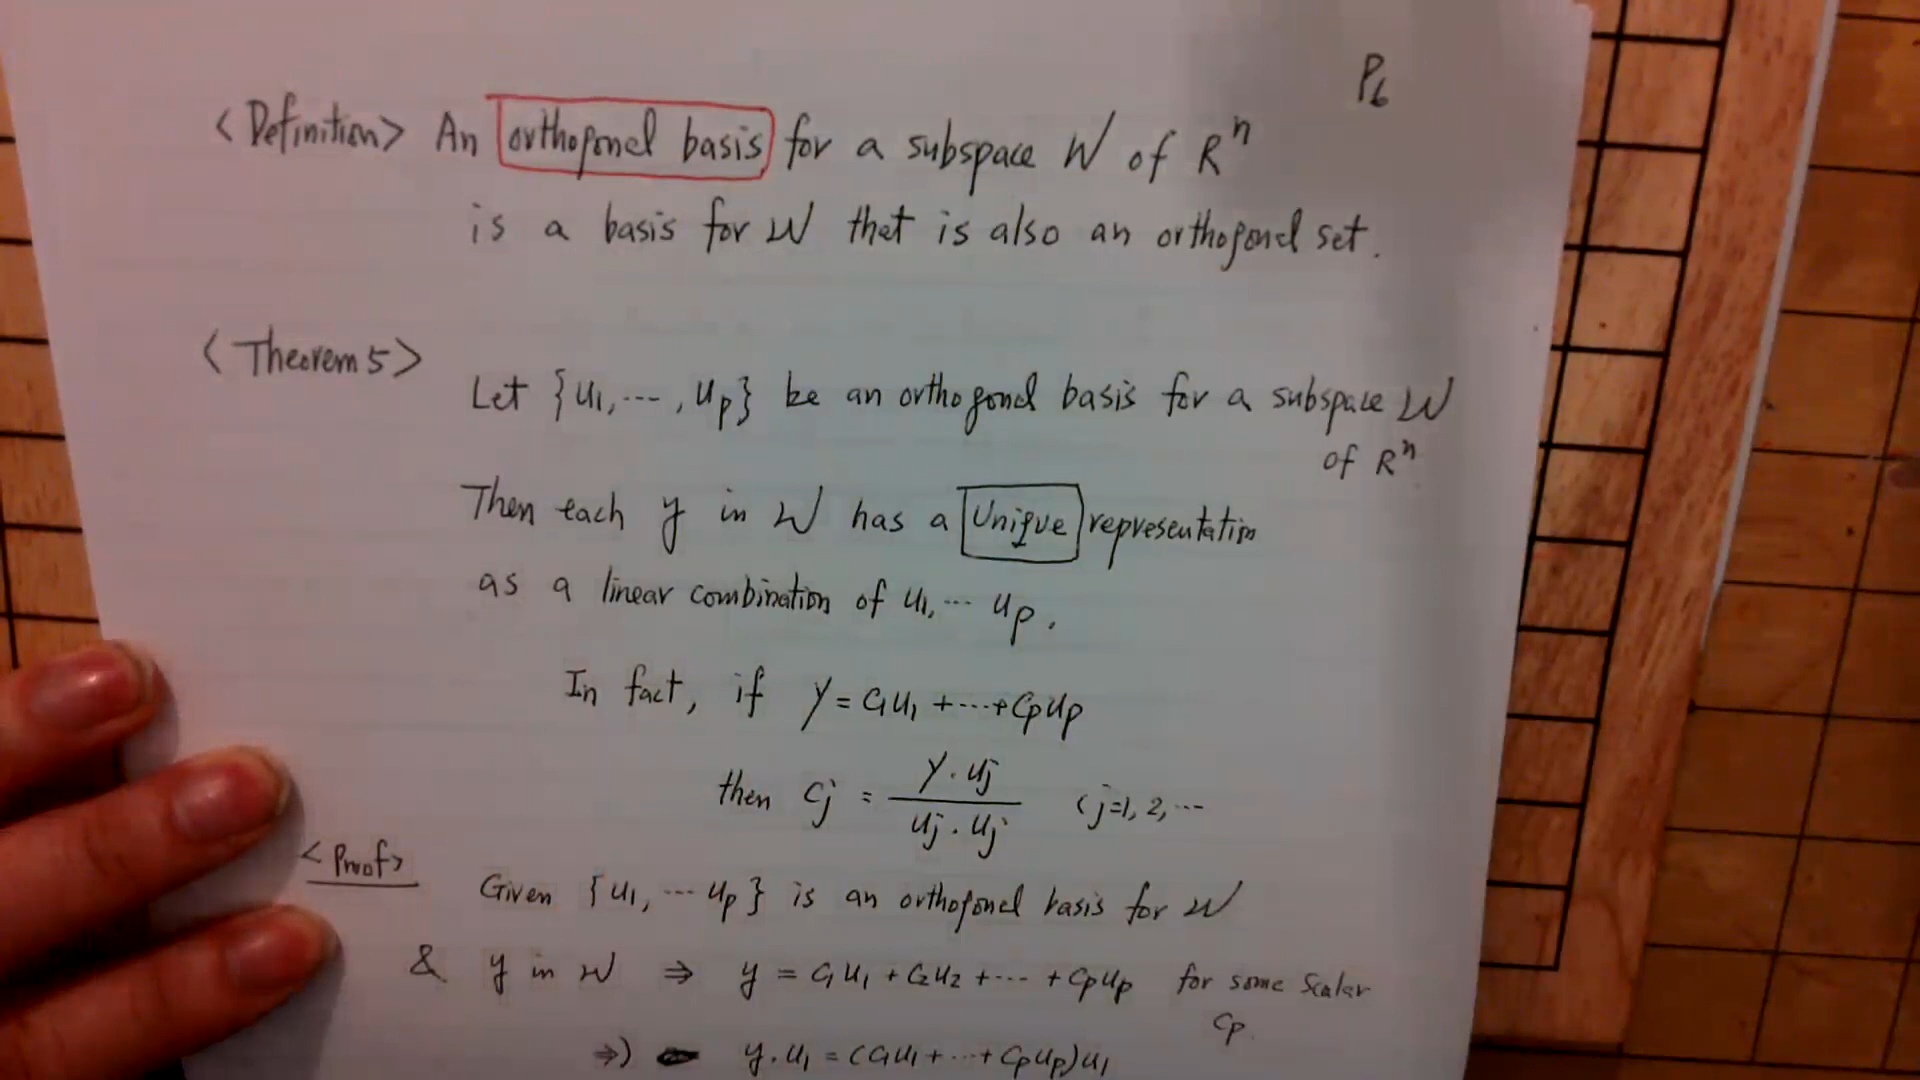 P6
<Definition> An orthogonal basis for a subspace W of Rⁿ
is a basis for W that is also an orthogonal set.
<Theorem 5>
Let {u₁, ---, uₚ} be an orthogonal basis for a subspace W
of Rⁿ
Then each y in W has a Unique representation
as a linear combination of u₁, --- uₚ.
In fact, if y = c₁u₁ + ---+ cₚuₚ
then cⱼ = y · uⱼ / uⱼ · uⱼ (j=1, 2, ---
<Proof>
Given {u₁, --- uₚ} is an orthogonal basis for W
& y in W ⇒ y = c₁u₁ + c₂u₂ + --- + cₚuₚ for some scalar
cₚ.
⇒) y · u₁ = (c₁u₁ + ---+ cₚuₚ)u₁